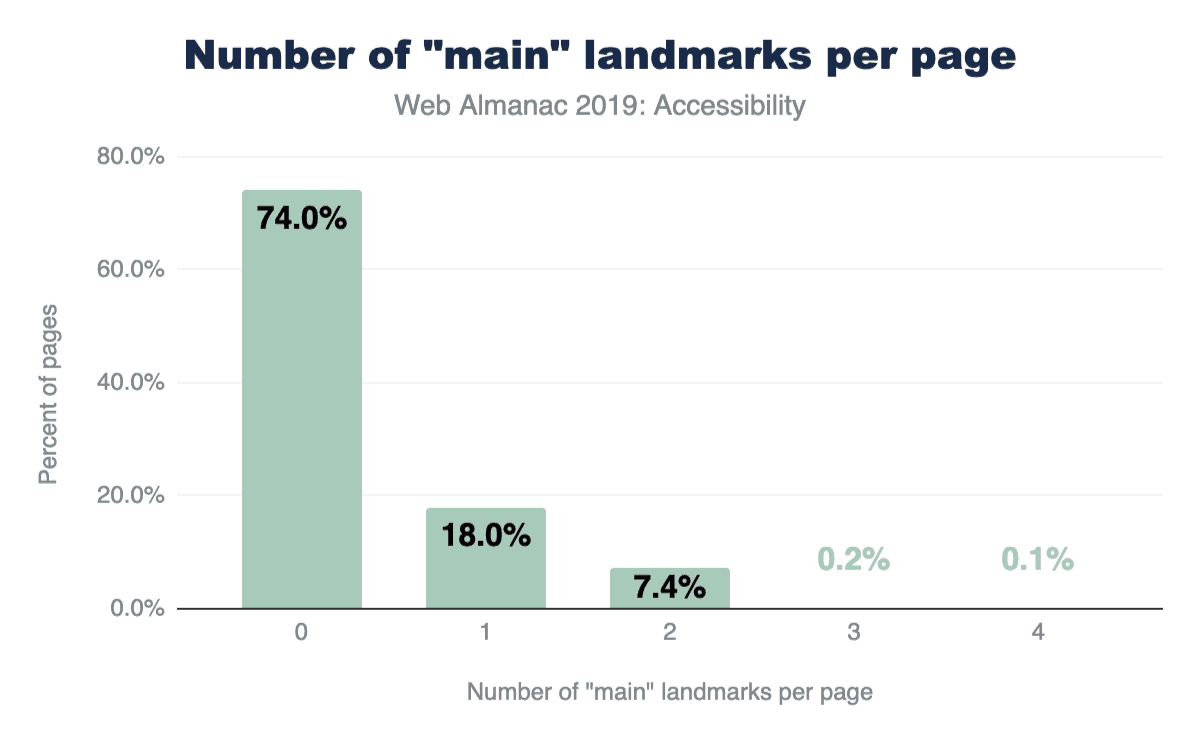 Number of "main" landmarks per page
Web Almanac 2019: Accessibility
80.0%
60.0%
40.0%
20.0%
0.0%
Percent of pages
74.0%
18.0%
7.4%
0.2%
0.1%
0 1 2 3 4
Number of "main" landmarks per page